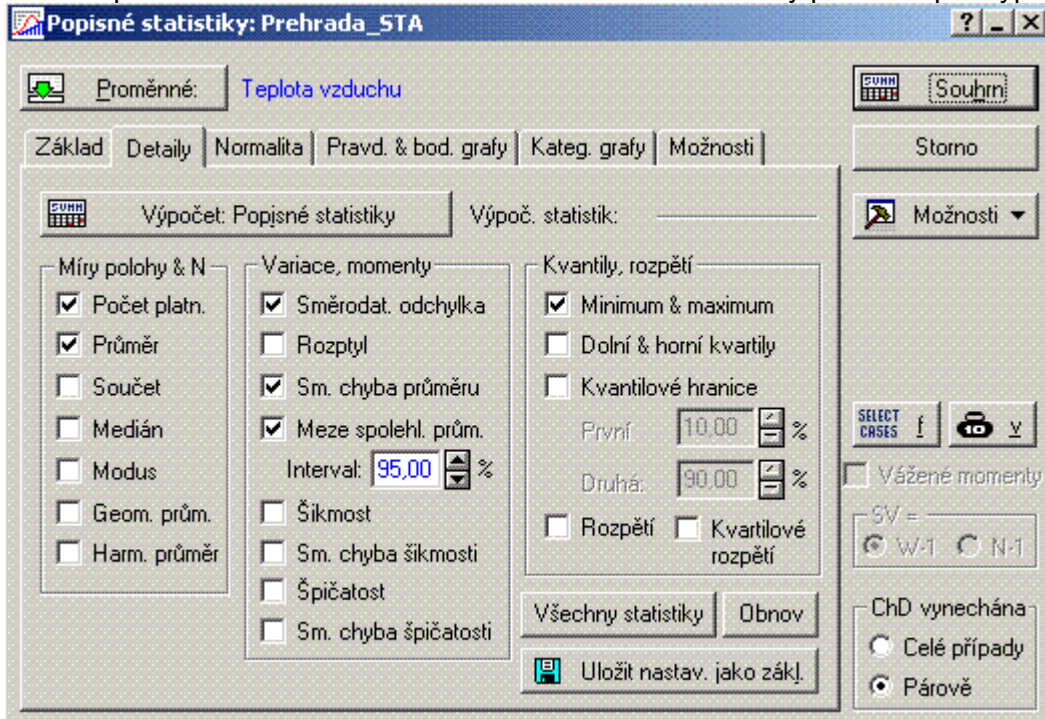 Popisné statistiky: Prehrada_STA
Proměnné: Teplota vzduchu
Souhrn
Základ Detaily Normalita Pravd. & bod. grafy Kateg. grafy Možnosti
Storno
Výpočet: Popisné statistiky Výpoč. statistik:
Možnosti
Míry polohy & N
Počet platn.
Průměr
Součet
Medián
Modus
Geom. prům.
Harm. průměr
Variace, momenty
Směrodat. odchylka
Rozptyl
Sm. chyba průměru
Meze spolehl. prům.
Interval: 95,00 %
Šikmost
Sm. chyba šikmosti
Špičatost
Sm. chyba špičatosti
Kvantily, rozpětí
Minimum & maximum
Dolní & horní kvartily
Kvantilové hranice
První 10,00 %
Druhá: 90,00 %
Rozpětí Kvartilové
rozpětí
Všechny statistiky Obnov
Uložit nastav. jako zákl.
SELECT
CASES f v
Vážené momenty
SV =
W-1 N-1
ChD vynechána
Celé případy
Párově